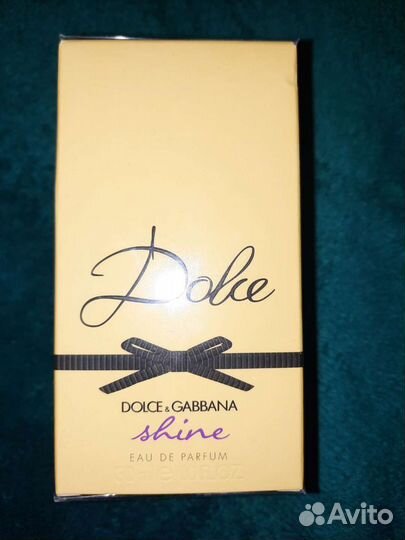 Dolce
DOLCE & GABBANA
shine
EAU DE PARFUM
Avito